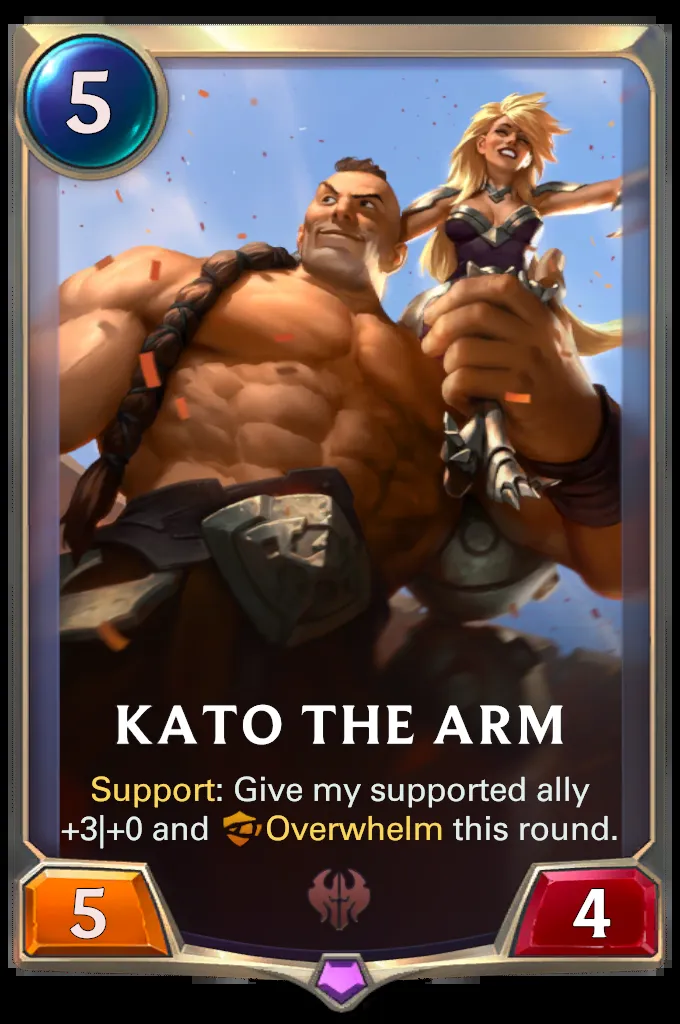 5
KATO THE ARM
Support: Give my supported ally
+3|+0 and Overwhelm this round.
5
4